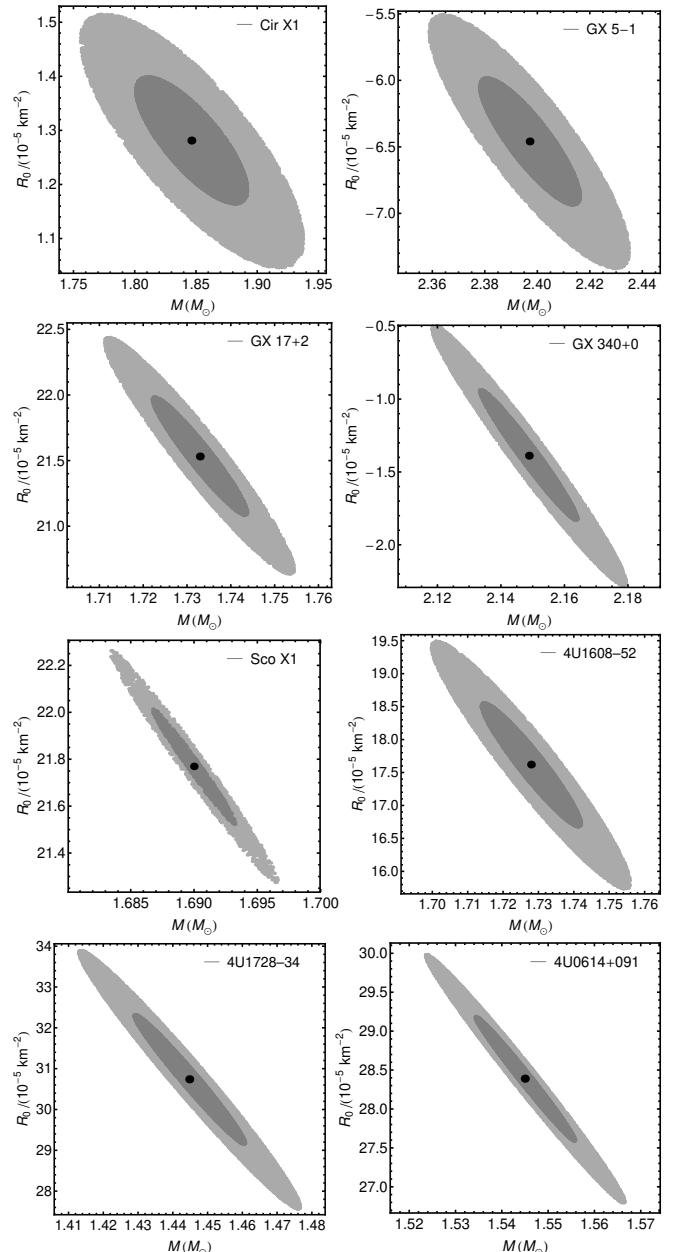 Cir X1
R₀/(10⁻⁵ km⁻²)
1.5
1.4
1.3
1.2
1.1
1.75 1.80 1.85 1.90 1.95
M (M⊙)
GX 5−1
R₀/(10⁻⁵ km⁻²)
−5.5
−6.0
−6.5
−7.0
2.36 2.38 2.40 2.42 2.44
M (M⊙)
GX 17+2
R₀/(10⁻⁵ km⁻²)
22.5
22.0
21.5
21.0
1.71 1.72 1.73 1.74 1.75 1.76
M (M⊙)
GX 340+0
R₀/(10⁻⁵ km⁻²)
−0.5
−1.0
−1.5
−2.0
2.12 2.14 2.16 2.18
M (M⊙)
Sco X1
R₀/(10⁻⁵ km⁻²)
22.2
22.0
21.8
21.6
21.4
1.685 1.690 1.695 1.700
M (M⊙)
4U1608−52
R₀/(10⁻⁵ km⁻²)
19.5
19.0
18.5
18.0
17.5
17.0
16.5
16.0
1.70 1.71 1.72 1.73 1.74 1.75 1.76
M (M⊙)
4U1728−34
R₀/(10⁻⁵ km⁻²)
34
33
32
31
30
29
28
1.41 1.42 1.43 1.44 1.45 1.46 1.47 1.48
M (M⊙)
4U0614+091
R₀/(10⁻⁵ km⁻²)
30.0
29.5
29.0
28.5
28.0
27.5
27.0
1.52 1.53 1.54 1.55 1.56 1.57
M (M⊙)